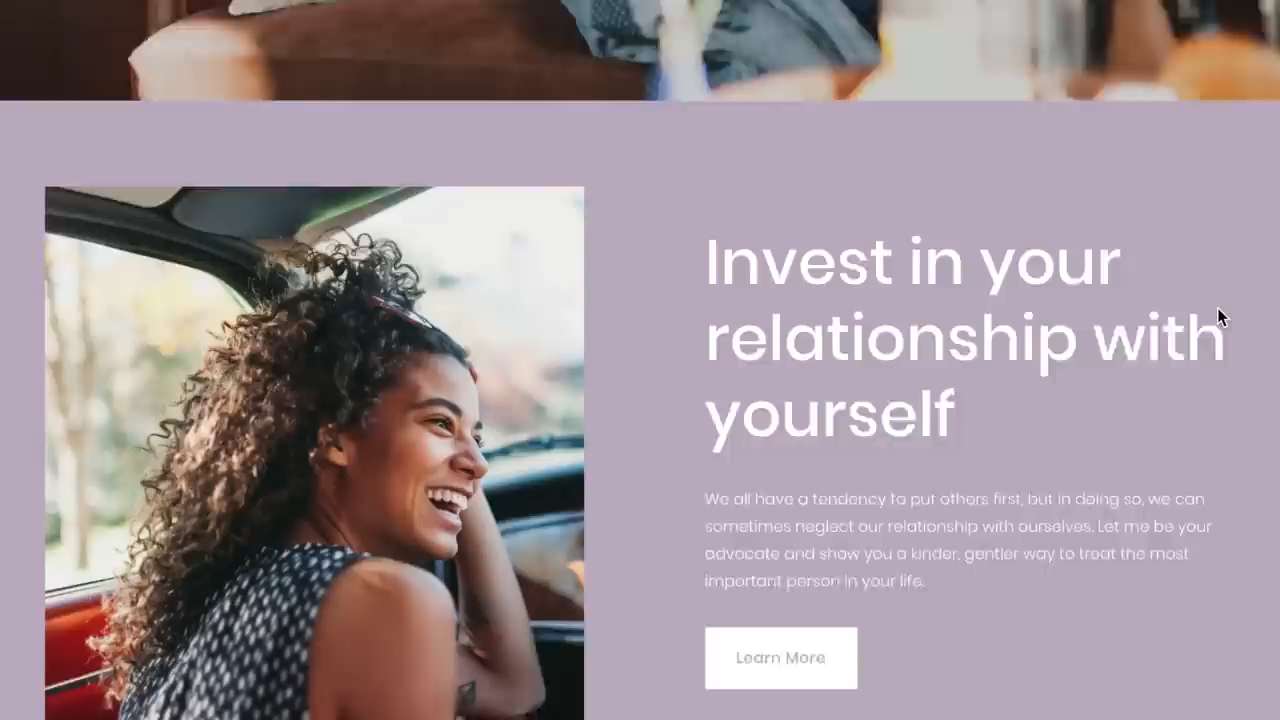 Invest in your
relationship with
yourself
We all have a tendency to put others first, but in doing so, we can
sometimes neglect our relationship with ourselves. Let me be your
advocate and show you a kinder, gentler way to treat the most
important person in your life.
Learn More